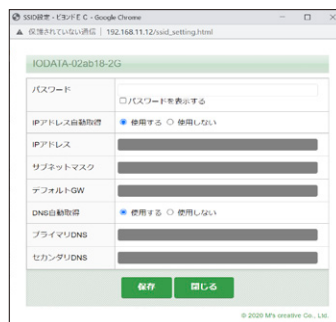 SSID設定 - ビヨンドＥＣ - Google Chrome
保護されていない通信 | 192.168.11.12/ssid_setting.html
IODATA-02ab18-2G
パスワード
パスワードを表示する
IPアドレス自動取得 使用する 使用しない
IPアドレス
サブネットマスク
デフォルトGW
DNS自動取得 使用する 使用しない
プライマリDNS
セカンダリDNS
保存 閉じる
© 2020 M's creative Co., Ltd.